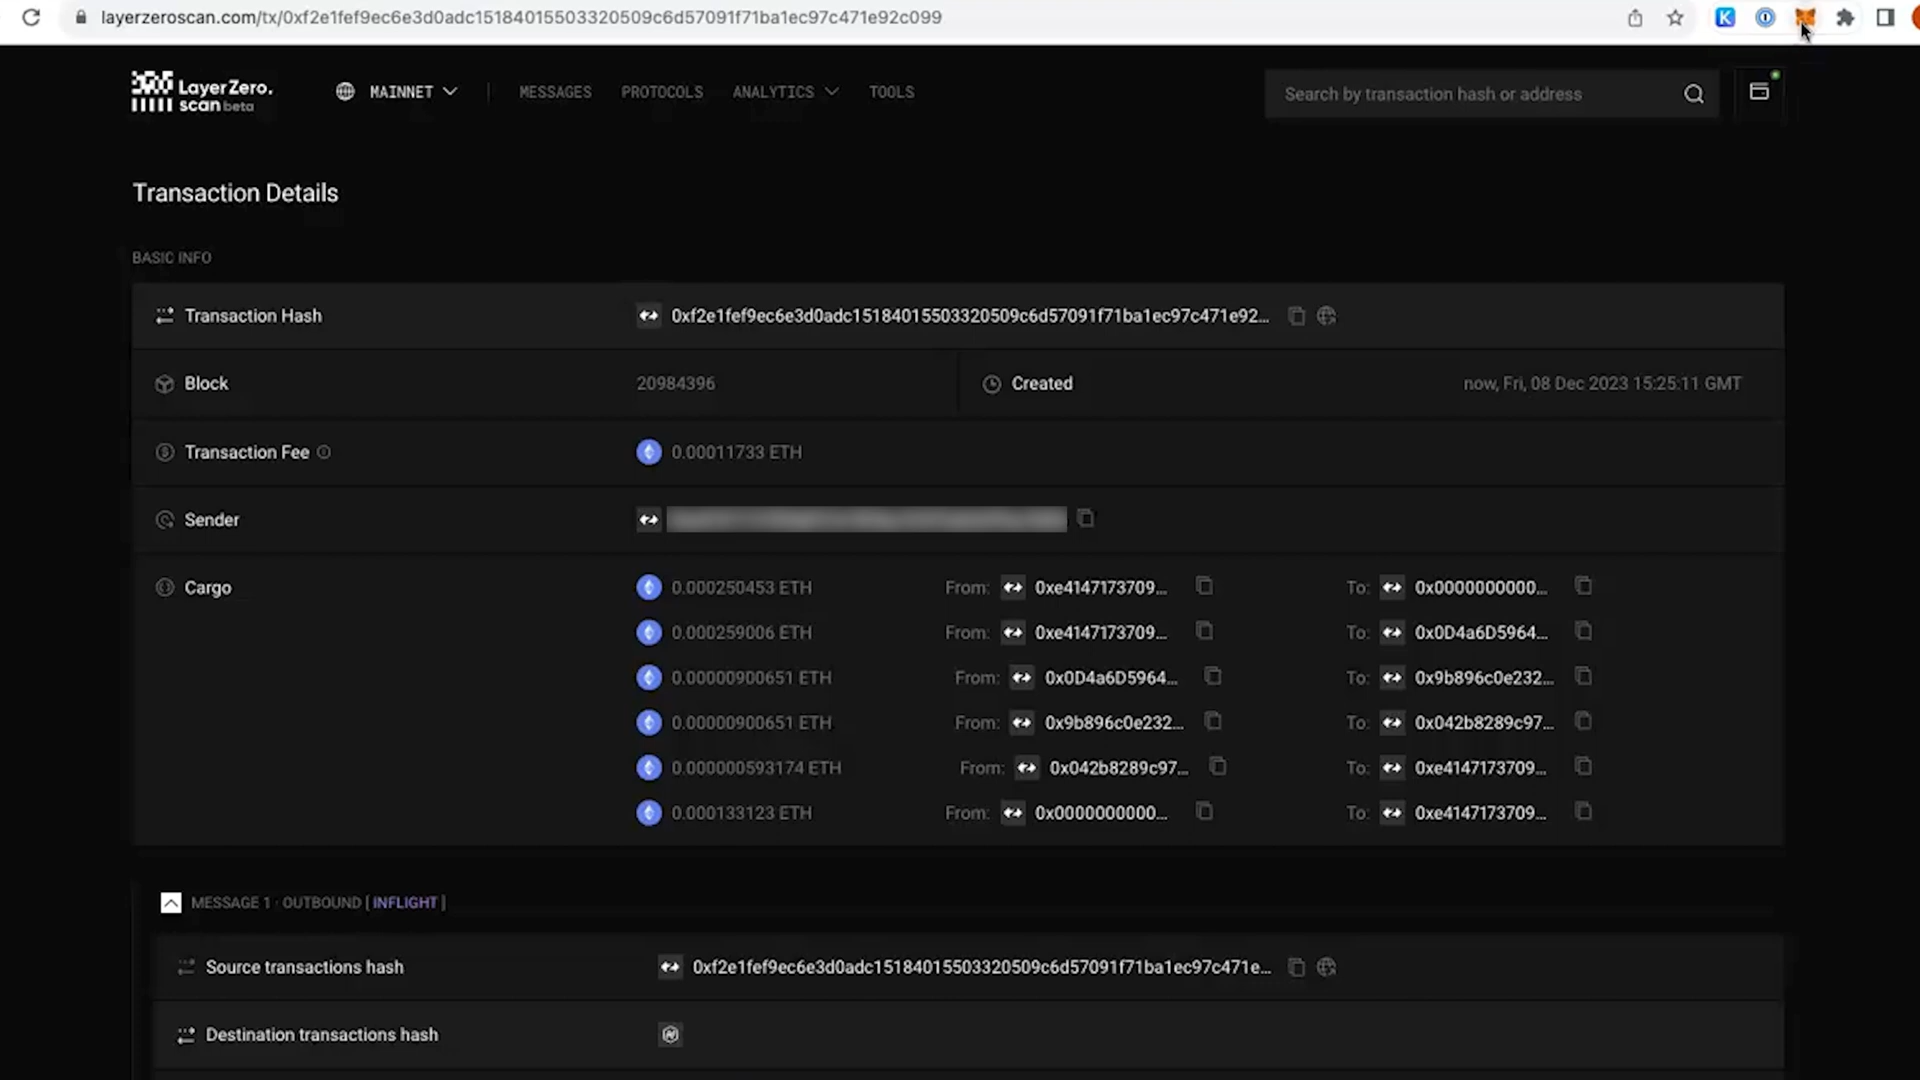 layerzeroscan.com/tx/0xf2e1fef9ec6e3d0adc15184015503320509c6d57091f71ba1ec97c471e92c099
LayerZero.
scan beta
MAINNET
MESSAGES
PROTOCOLS
ANALYTICS
TOOLS
Search by transaction hash or address
Transaction Details
BASIC INFO
Transaction Hash 0xf2e1fef9ec6e3d0adc15184015503320509c6d57091f71ba1ec97c471e92...
Block 20984396 Created now, Fri, 08 Dec 2023 15:25:11 GMT
Transaction Fee 0.00011733 ETH
Sender
Cargo 0.000250453 ETH From: 0xe4147173709... To: 0x0000000000...
0.000259006 ETH From: 0xe4147173709... To: 0x0D4a6D5964...
0.00000900651 ETH From: 0x0D4a6D5964... To: 0x9b896c0e232...
0.00000900651 ETH From: 0x9b896c0e232... To: 0x042b8289c97...
0.000000593174 ETH From: 0x042b8289c97... To: 0xe4147173709...
0.000133123 ETH From: 0x0000000000... To: 0xe4147173709...
MESSAGE 1 · OUTBOUND [ INFLIGHT ]
Source transactions hash 0xf2e1fef9ec6e3d0adc15184015503320509c6d57091f71ba1ec97c471e...
Destination transactions hash